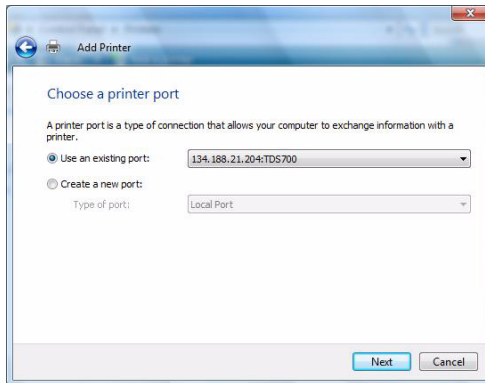 Add Printer
Choose a printer port
A printer port is a type of connection that allows your computer to exchange information with a
printer.
Use an existing port: 134.188.21.204:TDS700
Create a new port:
Type of port: Local Port
Next Cancel